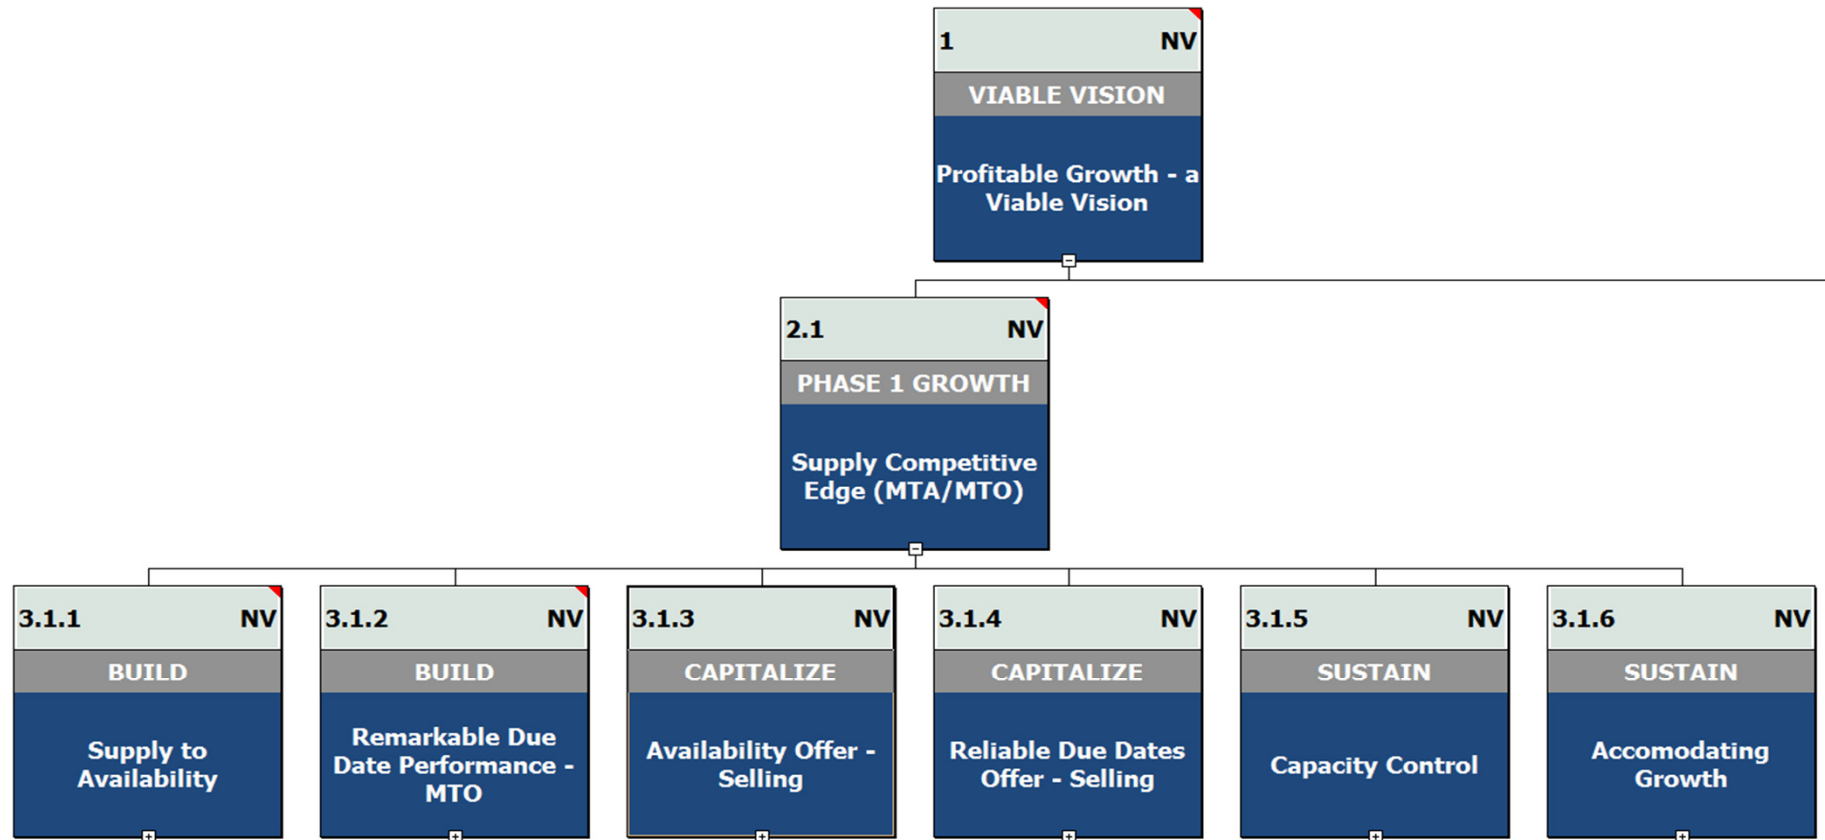 1 NV
VIABLE VISION
Profitable Growth - a
Viable Vision
2.1 NV
PHASE 1 GROWTH
Supply Competitive
Edge (MTA/MTO)
3.1.1 NV
BUILD
Supply to
Availability
3.1.2 NV
BUILD
Remarkable Due
Date Performance -
MTO
3.1.3 NV
CAPITALIZE
Availability Offer -
Selling
3.1.4 NV
CAPITALIZE
Reliable Due Dates
Offer - Selling
3.1.5 NV
SUSTAIN
Capacity Control
3.1.6 NV
SUSTAIN
Accomodating
Growth